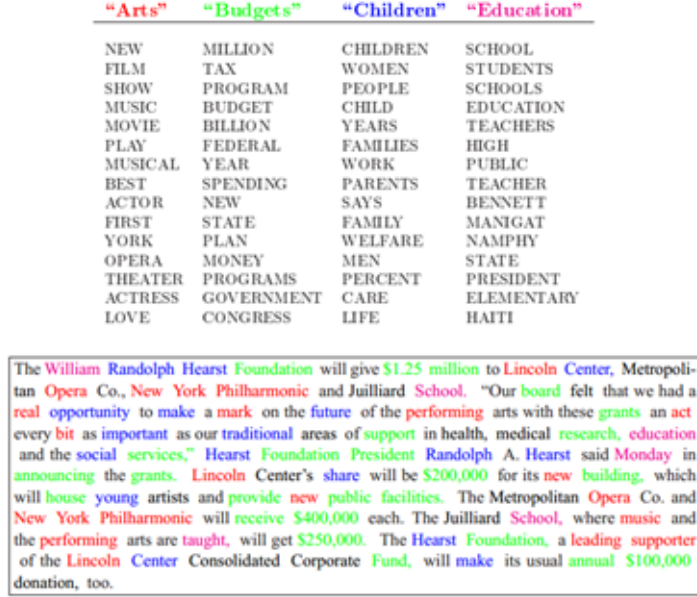 “Arts” “Budgets” “Children” “Education”
NEW MILLION CHILDREN SCHOOL
FILM TAX WOMEN STUDENTS
SHOW PROGRAM PEOPLE SCHOOLS
MUSIC BUDGET CHILD EDUCATION
MOVIE BILLION YEARS TEACHERS
PLAY FEDERAL FAMILIES HIGH
MUSICAL YEAR WORK PUBLIC
BEST SPENDING PARENTS TEACHER
ACTOR NEW SAYS BENNETT
FIRST STATE FAMILY MANIGAT
YORK PLAN WELFARE NAMPHY
OPERA MONEY MEN STATE
THEATER PROGRAMS PERCENT PRESIDENT
ACTRESS GOVERNMENT CARE ELEMENTARY
LOVE CONGRESS LIFE HAITI
The William Randolph Hearst Foundation will give $1.25 million to Lincoln Center, Metropoli-
tan Opera Co., New York Philharmonic and Juilliard School. “Our board felt that we had a
real opportunity to make a mark on the future of the performing arts with these grants an act
every bit as important as our traditional areas of support in health, medical research, education
and the social services,” Hearst Foundation President Randolph A. Hearst said Monday in
announcing the grants. Lincoln Center’s share will be $200,000 for its new building, which
will house young artists and provide new public facilities. The Metropolitan Opera Co. and
New York Philharmonic will receive $400,000 each. The Juilliard School, where music and
the performing arts are taught, will get $250,000. The Hearst Foundation, a leading supporter
of the Lincoln Center Consolidated Corporate Fund, will make its usual annual $100,000
donation, too.